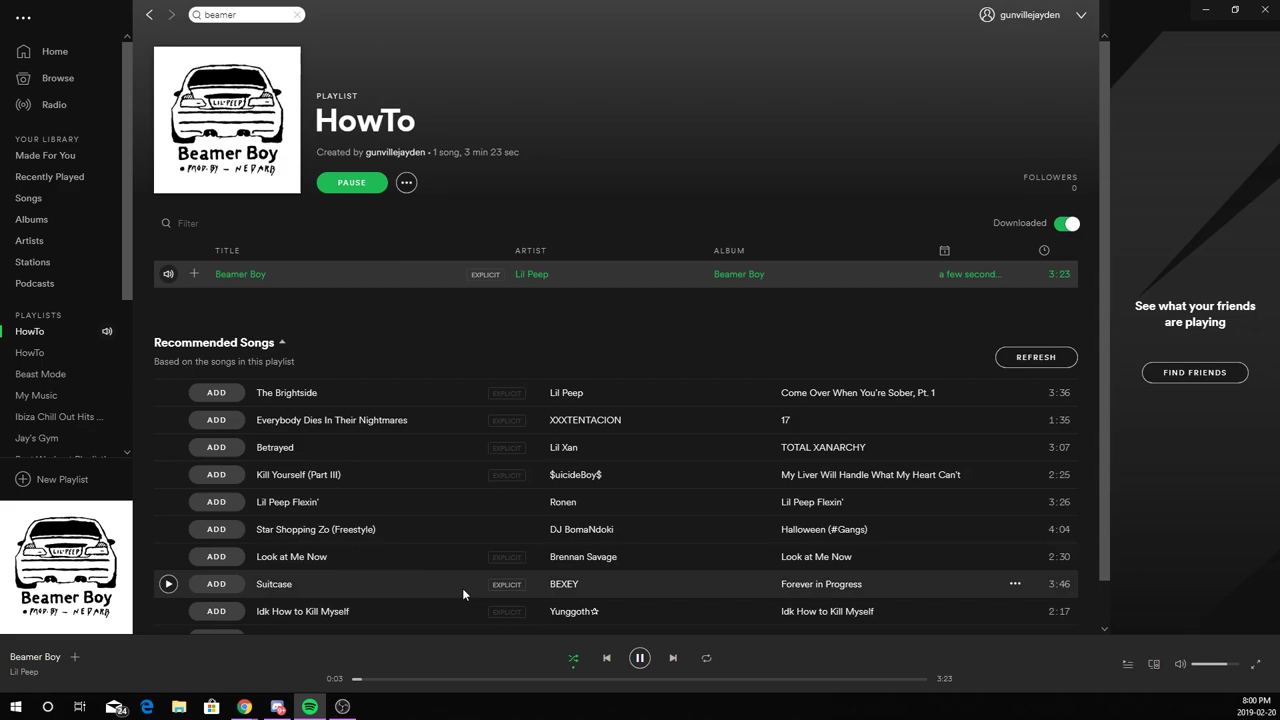 beamer
gunvillejayden
Home
Browse
Radio
YOUR LIBRARY
Made For You
Recently Played
Songs
Albums
Artists
Stations
Podcasts
PLAYLISTS
HowTo
HowTo
Beast Mode
My Music
Ibiza Chill Out Hits ...
Jay's Gym
New Playlist
LIL PEEP
Beamer Boy
• PROD. BY - NEDARB
Beamer Boy
Lil Peep
LIL PEEP
Beamer Boy
• PROD. BY - NEDARB
PLAYLIST
HowTo
Created by gunvillejayden • 1 song, 3 min 23 sec
PAUSE
FOLLOWERS
0
Filter
Downloaded
TITLE ARTIST ALBUM
Beamer Boy EXPLICIT Lil Peep Beamer Boy a few second... 3:23
Recommended Songs
Based on the songs in this playlist
REFRESH
ADD The Brightside EXPLICIT Lil Peep Come Over When You're Sober, Pt. 1 3:36
ADD Everybody Dies In Their Nightmares EXPLICIT XXXTENTACION 17 1:35
ADD Betrayed EXPLICIT Lil Xan TOTAL XANARCHY 3:07
ADD Kill Yourself (Part III) EXPLICIT $uicideBoy$ My Liver Will Handle What My Heart Can't 2:25
ADD Lil Peep Flexin' Ronen Lil Peep Flexin' 3:26
ADD Star Shopping Zo (Freestyle) DJ BomaNdoki Halloween (#Gangs) 4:04
ADD Look at Me Now EXPLICIT Brennan Savage Look at Me Now 2:30
ADD Suitcase EXPLICIT BEXEY Forever in Progress 3:46
ADD Idk How to Kill Myself EXPLICIT Yunggoth☆ Idk How to Kill Myself 2:17
See what your friends
are playing
FIND FRIENDS
0:03
3:23
24
8:00 PM
2019-02-20